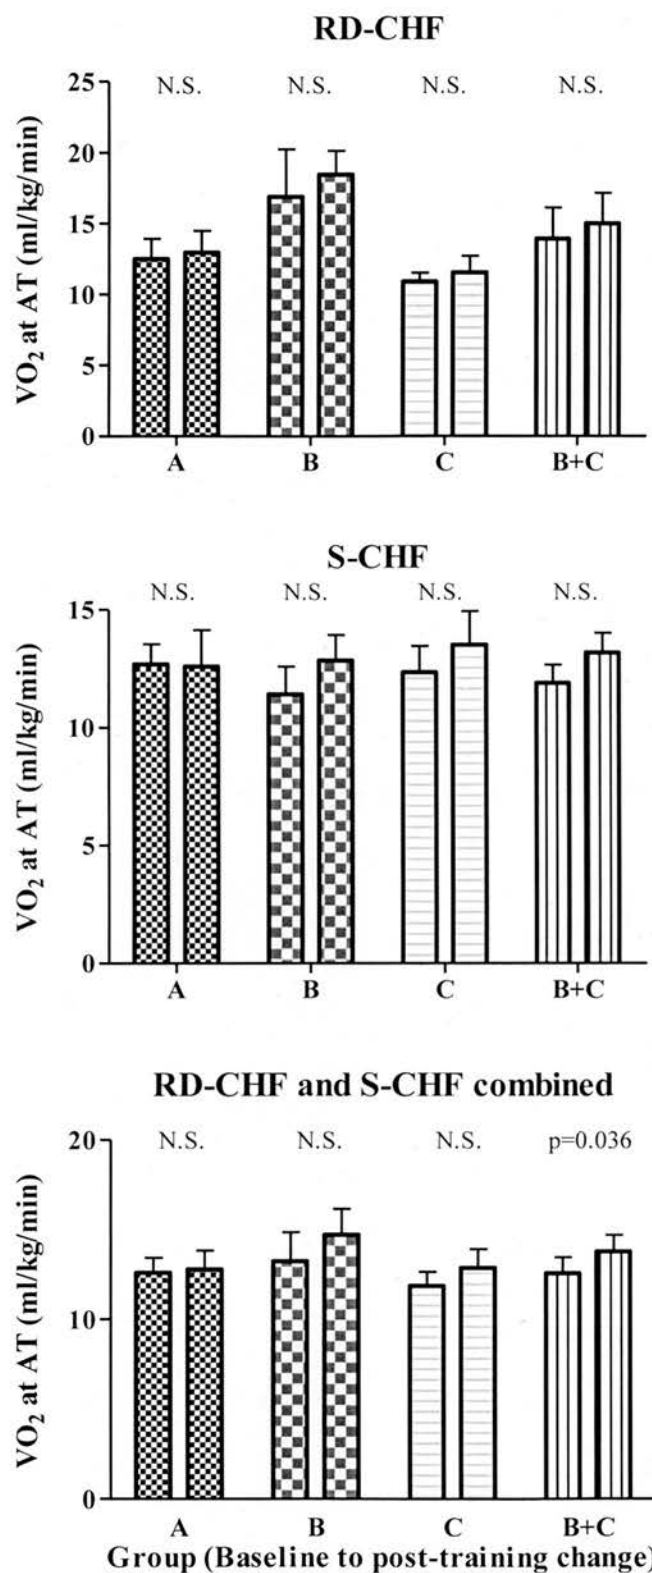 RD-CHF
N.S. N.S. N.S. N.S.
25
20
15
10
5
0
VO₂ at AT (ml/kg/min)
A B C B+C
S-CHF
N.S. N.S. N.S. N.S.
15
10
5
0
VO₂ at AT (ml/kg/min)
A B C B+C
RD-CHF and S-CHF combined
N.S. N.S. N.S. p=0.036
20
10
0
VO₂ at AT (ml/kg/min)
A B C B+C
Group (Baseline to post-training change)